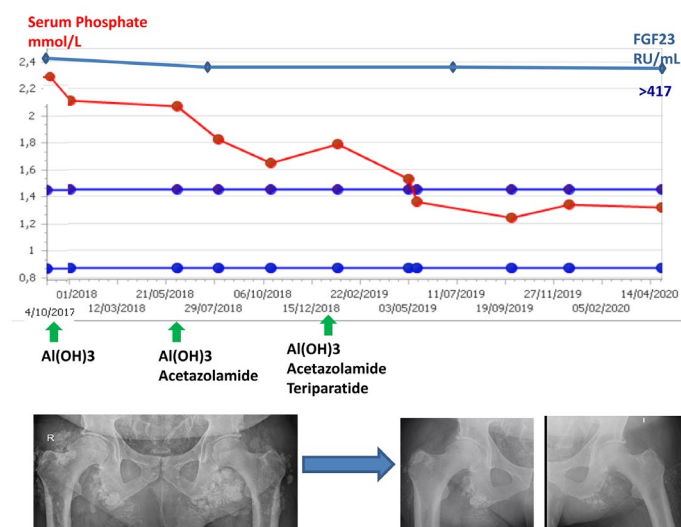 Serum Phosphate
mmol/L
FGF23
RU/mL
>417
2,4
2,2
2
1,8
1,6
1,4
1,2
1
0,8
01/2018 21/05/2018 06/10/2018 22/02/2019 11/07/2019 27/11/2019 14/04/2020
4/10/2017 12/03/2018 29/07/2018 15/12/2018 03/05/2019 19/09/2019 05/02/2020
Al(OH)3
Al(OH)3
Acetazolamide
Al(OH)3
Acetazolamide
Teriparatide
R